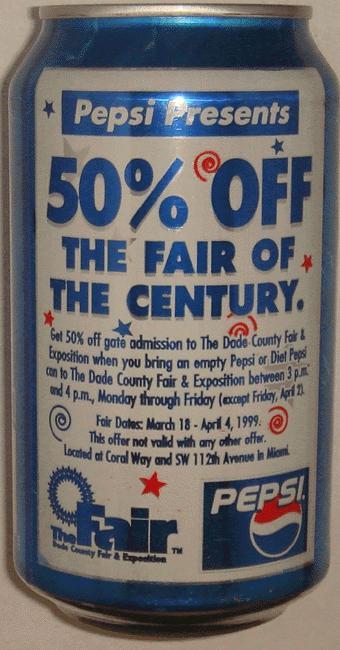 Pepsi Presents
50% OFF
THE FAIR OF
THE CENTURY.
Get 50% off gate admission to The Dade County Fair &
Exposition when you bring an empty Pepsi or Diet Pepsi
can to The Dade County Fair & Exposition between 3 p.m.
and 4 p.m., Monday through Friday (except Friday, April 2).
Fair Dates: March 18 - April 4, 1999.
This offer not valid with any other offer.
Located at Coral Way and SW 112th Avenue in Miami.
The Fair™
Dade County Fair & Exposition
PEPSI